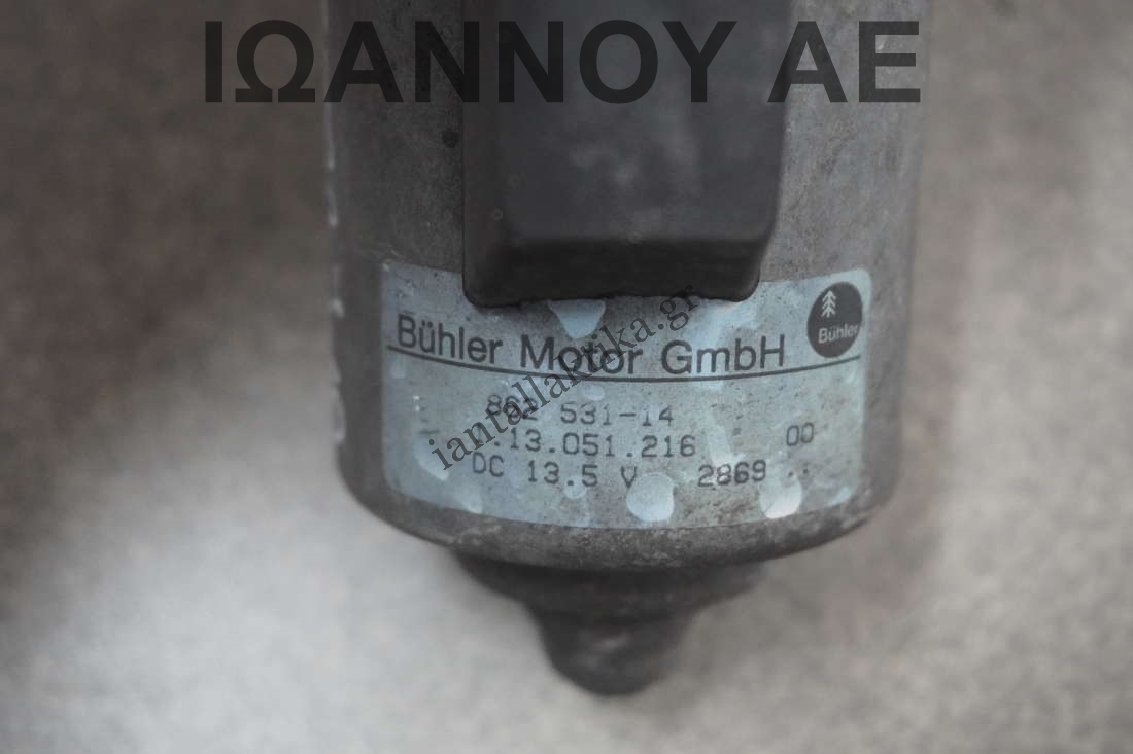 ΙΩΑΝΝΟΥ ΑΕ
iantallaktika.gr
Bühler Motor GmbH
Bühler
531-14
.13.051.216 00
DC 13.5 V 2869